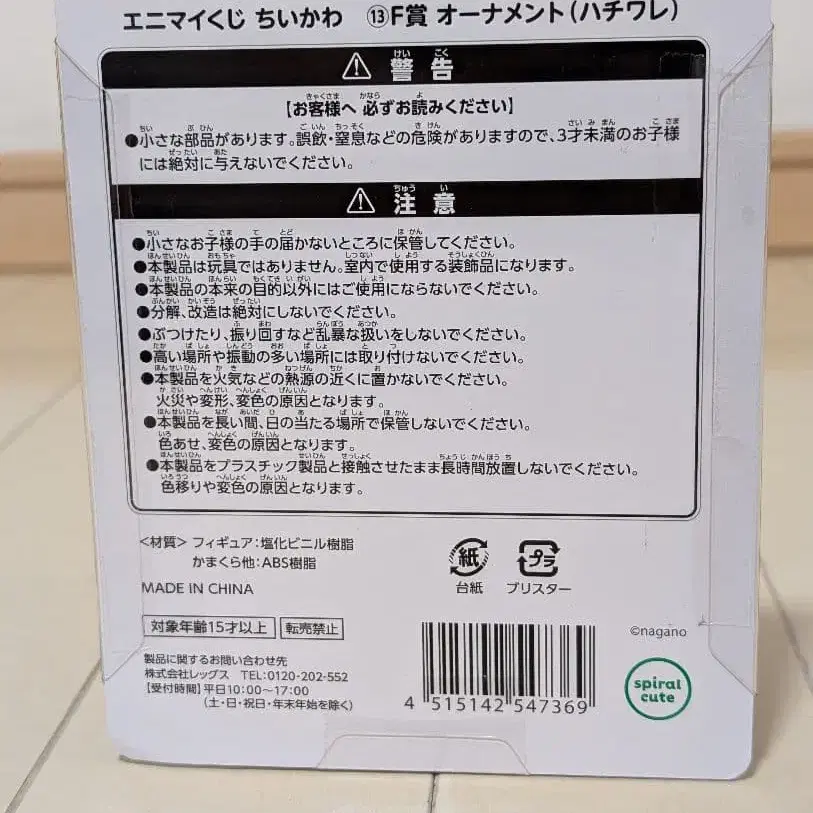 エニマイくじ ちいかわ ⑬F賞 オーナメント(ハチワレ)
⚠ 警告
【お客様へ 必ずお読みください】
●小さな部品があります。誤飲・窒息などの危険がありますので、3才未満のお子様
には絶対に与えないでください。
⚠ 注意
●小さなお子様の手の届かないところに保管してください。
●本製品は玩具ではありません。室内で使用する装飾品になります。
●本製品の本来の目的以外にはご使用にならないでください。
●分解、改造は絶対にしないでください。
●ぶつけたり、振り回すなど乱暴な扱いをしないでください。
●高い場所や振動の多い場所には取り付けないでください。
●本製品を火気などの熱源の近くに置かないでください。
火災や変形、変色の原因となります。
●本製品を長い間、日の当たる場所で保管しないでください。
色あせ、変色の原因となります。
●本製品をプラスチック製品と接触させたまま長時間放置しないでください。
色移りや変色の原因となります。
<材質> フィギュア:塩化ビニル樹脂
かまくら他:ABS樹脂
MADE IN CHINA
紙
台紙
プラ
ブリスター
対象年齢15才以上
転売禁止
製品に関するお問い合わせ先
株式会社レッグス TEL:0120-202-552
【受付時間】平日10:00〜17:00
(土・日・祝日・年末年始を除く)
4 515142 547369
©nagano
spiral
cute